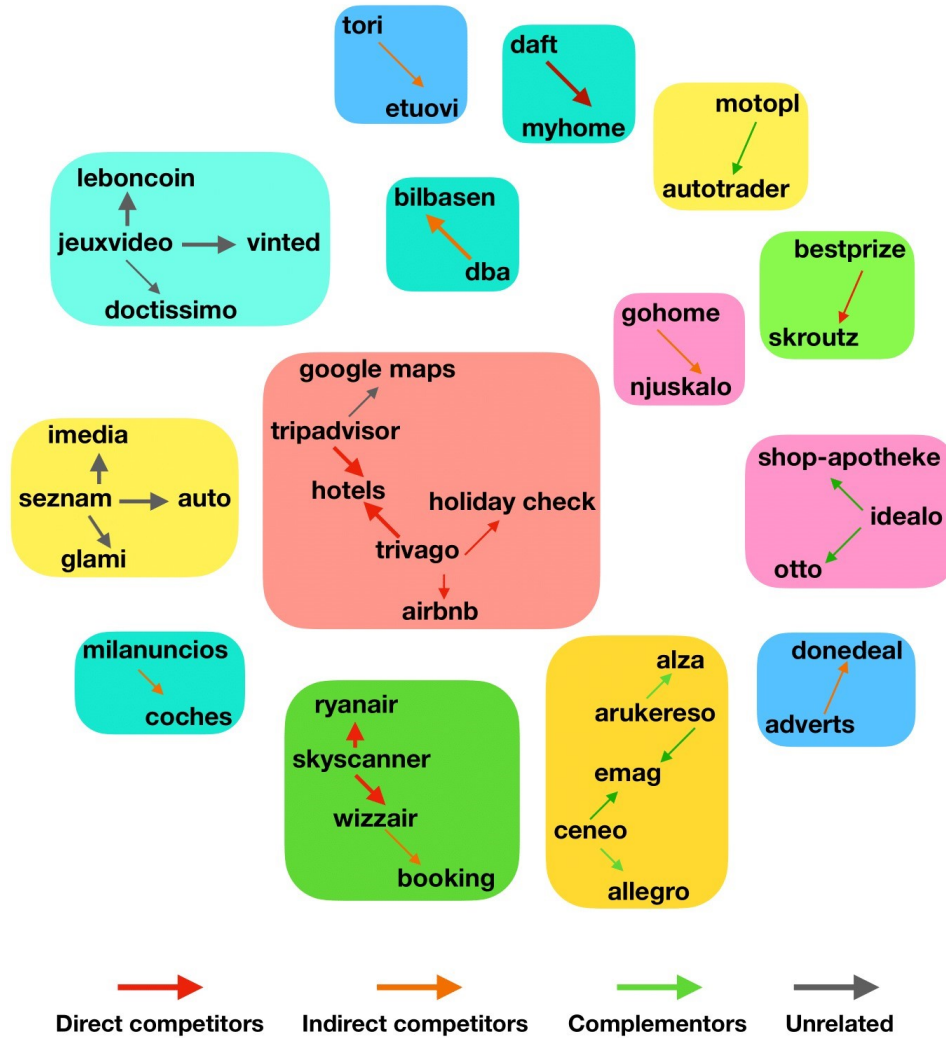 tori
etuovi
daft
myhome
motopl
autotrader
leboncoin
jeuxvideo vinted
doctissimo
bilbasen
dba
bestprize
skroutz
gohome
njuskalo
google maps
tripadvisor
hotels
holiday check
trivago
airbnb
imedia
seznam auto
glami
shop-apotheke
idealo
otto
milanuncios
coches
ryanair
skyscanner
wizzair
booking
alza
arukereso
emag
ceneo
allegro
donedeal
adverts
Direct competitors Indirect competitors Complementors Unrelated